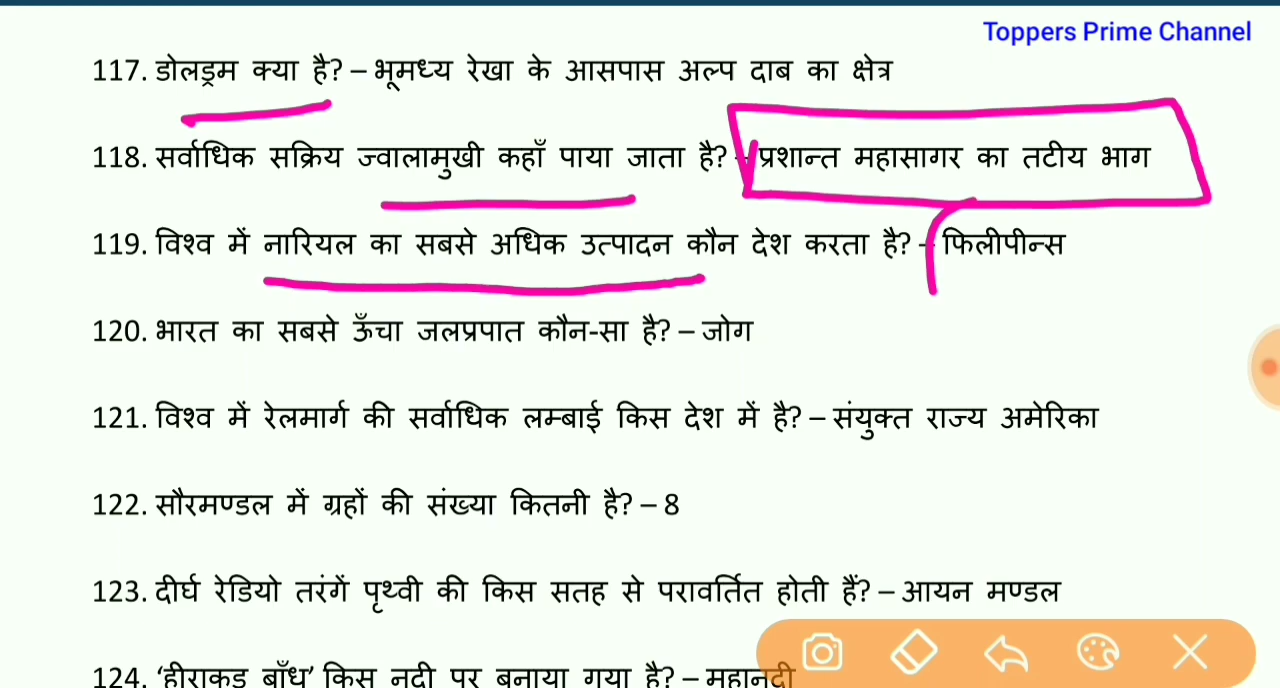 Toppers Prime Channel
117. डोलड्रम क्या है? – भूमध्य रेखा के आसपास अल्प दाब का क्षेत्र
118. सर्वाधिक सक्रिय ज्वालामुखी कहाँ पाया जाता है? – प्रशान्त महासागर का तटीय भाग
119. विश्व में नारियल का सबसे अधिक उत्पादन कौन देश करता है? – फिलीपीन्स
120. भारत का सबसे ऊँचा जलप्रपात कौन-सा है? – जोग
121. विश्व में रेलमार्ग की सर्वाधिक लम्बाई किस देश में है? – संयुक्त राज्य अमेरिका
122. सौरमण्डल में ग्रहों की संख्या कितनी है? – 8
123. दीर्घ रेडियो तरंगें पृथ्वी की किस सतह से परावर्तित होती हैं? – आयन मण्डल
124. ‘हीराकुड बाँध’ किस नदी पर बनाया गया है? – महानदी